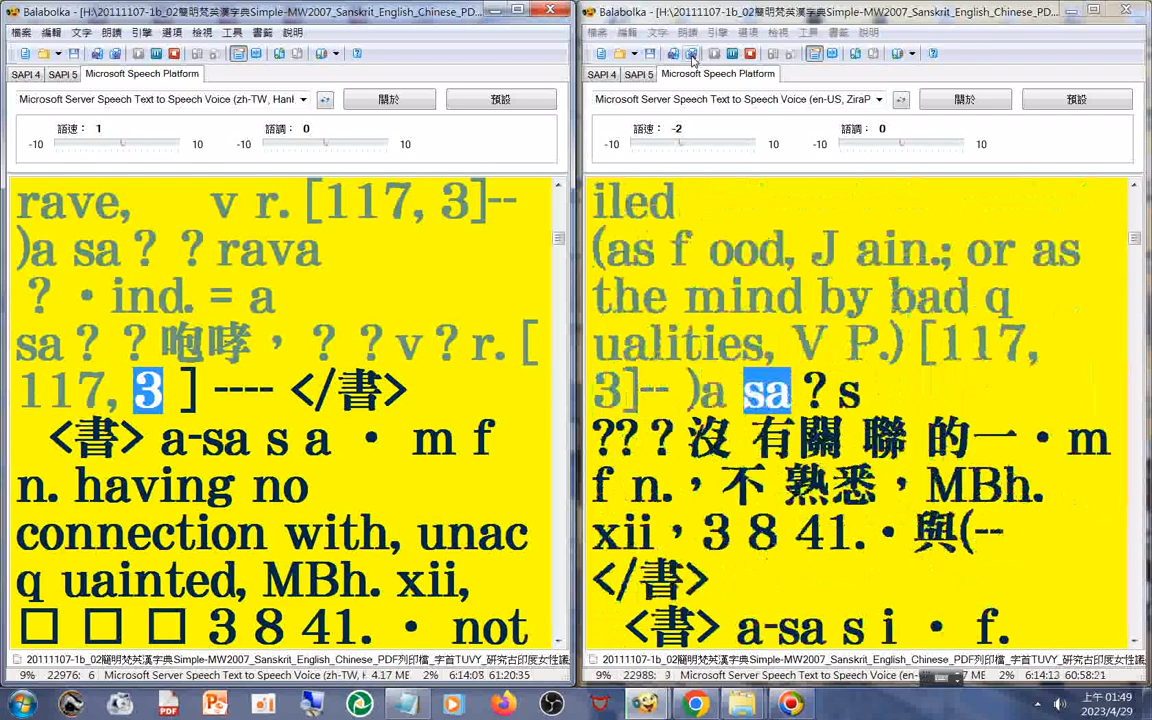 Balabolka - [H:\20111107-1b_02簡明梵英漢字典Simple-MW2007_Sanskrit_English_Chinese_PD...
檔案 編輯 文字 朗讀 引擎 選項 檢視 工具 書籤 說明
SAPI 4 SAPI 5 Microsoft Speech Platform
Microsoft Server Speech Text to Speech Voice (zh-TW, HanH
關於 預設
語速： 1 語調： 0
-10 10 -10 10
rave, v r. [117, 3]--
)a sa？？rava
？•ind. = a
sa？？咆哮，？？v？r. [
117, 3 ] ---- </書>
<書> a-sa s a • m f
n. having no
connection with, unac
q uainted, MBh. xii,
□ □ □ 3 8 41. • not
20111107-1b_02簡明梵英漢字典Simple-MW2007_Sanskrit_English_Chinese_PDF列印檔_字首TUVY_研究古印度女性議
9% 22976: 6 Microsoft Server Speech Text to Speech Voice (zh-TW, 4.17 MB 2% 6:14:05 61:20:35
Balabolka - [H:\20111107-1b_02簡明梵英漢字典Simple-MW2007_Sanskrit_English_Chinese_PDF...
檔案 編輯 文字 朗讀 引擎 選項 檢視 工具 書籤 說明
SAPI 4 SAPI 5 Microsoft Speech Platform
Microsoft Server Speech Text to Speech Voice (en-US, ZiraP
關於 預設
語速： -2 語調： 0
-10 10 -10 10
iled
(as f ood, J ain.; or as
the mind by bad q
ualities, V P.) [117,
3]-- )a sa？s
??？沒 有關 聯 的一•m
f n.，不 熟悉，MBh.
xii，3 8 41.•與(--
</書>
<書> a-sa s i • f.
20111107-1b_02簡明梵英漢字典Simple-MW2007_Sanskrit_English_Chinese_PDF列印檔_字首TUVY_研究古印度女性議
9% 22988: Microsoft Server Speech Text to Speech Voice 2% 6:14:13 60:58:21
上午 01:49
2023/4/29